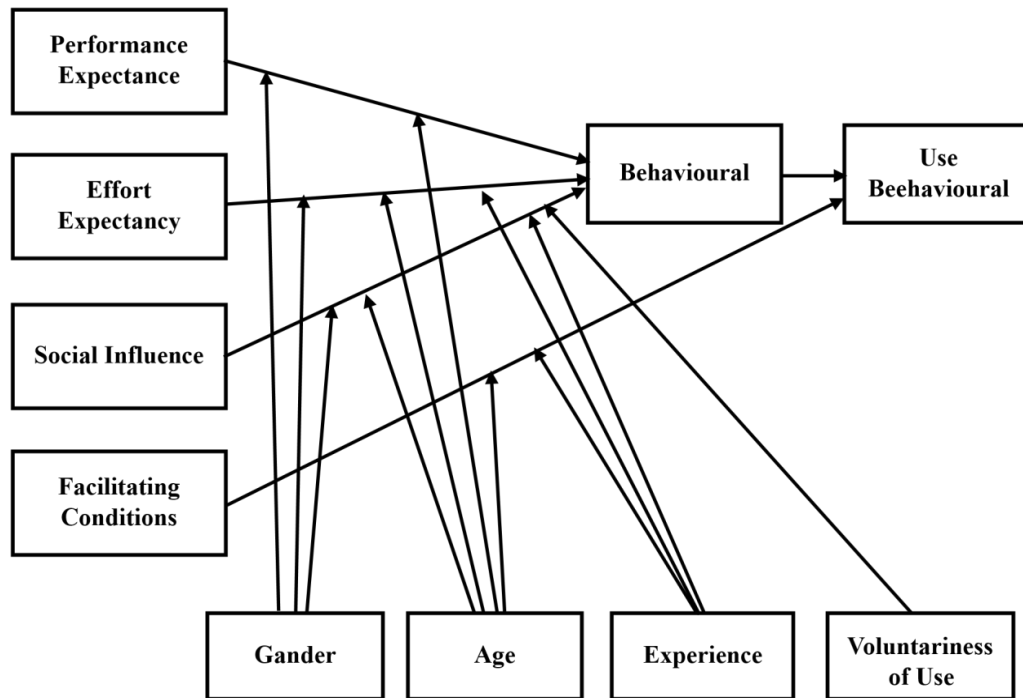 Performance
Expectance
Effort
Expectancy
Social Influence
Facilitating
Conditions
Behavioural
Use
Beehavioural
Gander
Age
Experience
Voluntariness
of Use